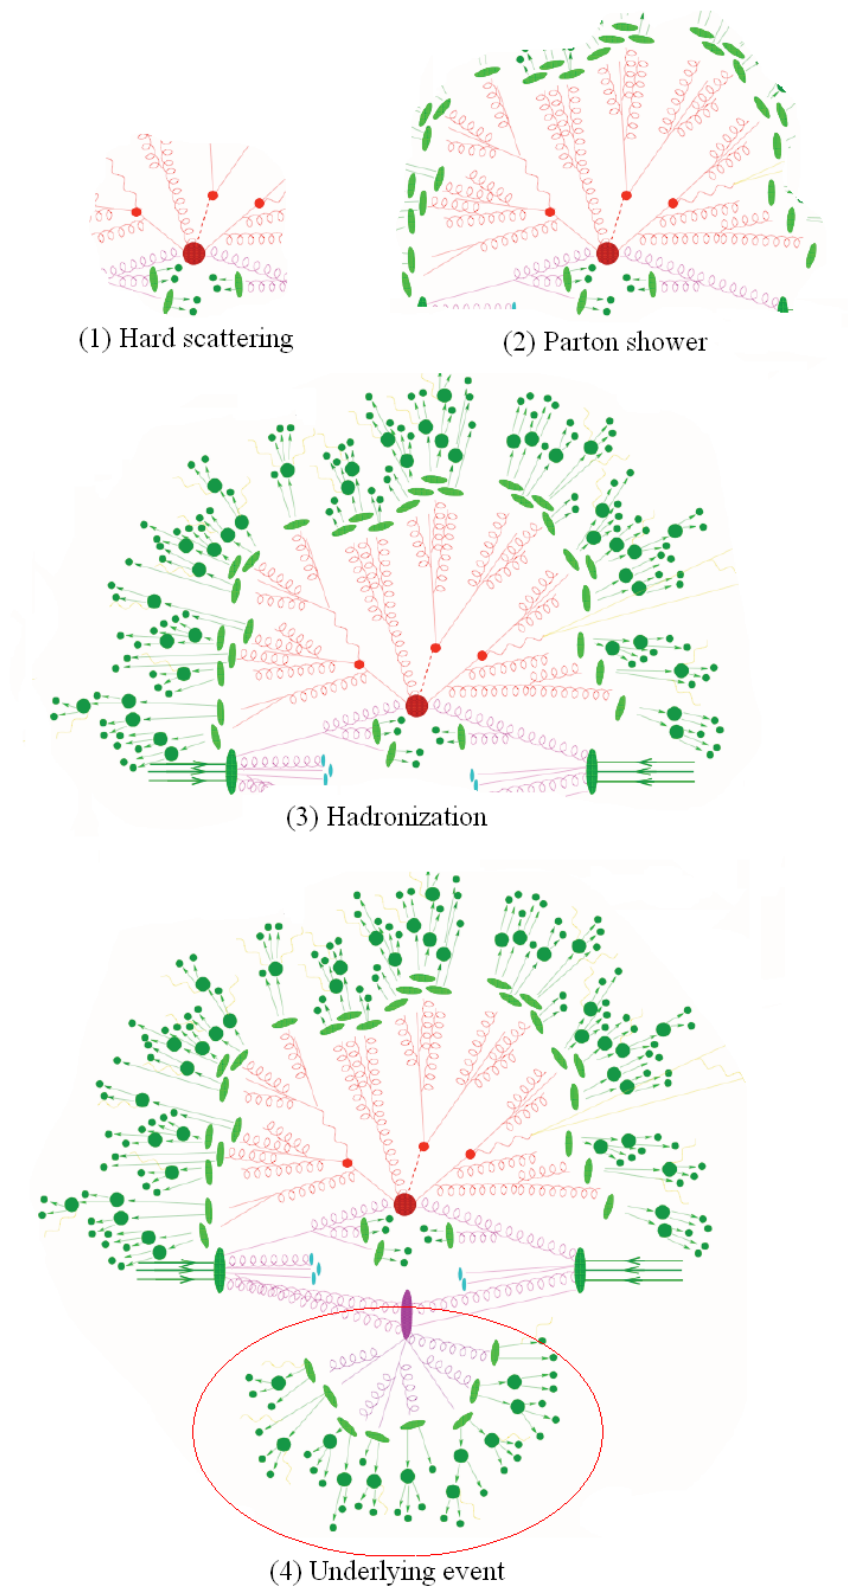 (1) Hard scattering
(2) Parton shower
(3) Hadronization
(4) Underlying event